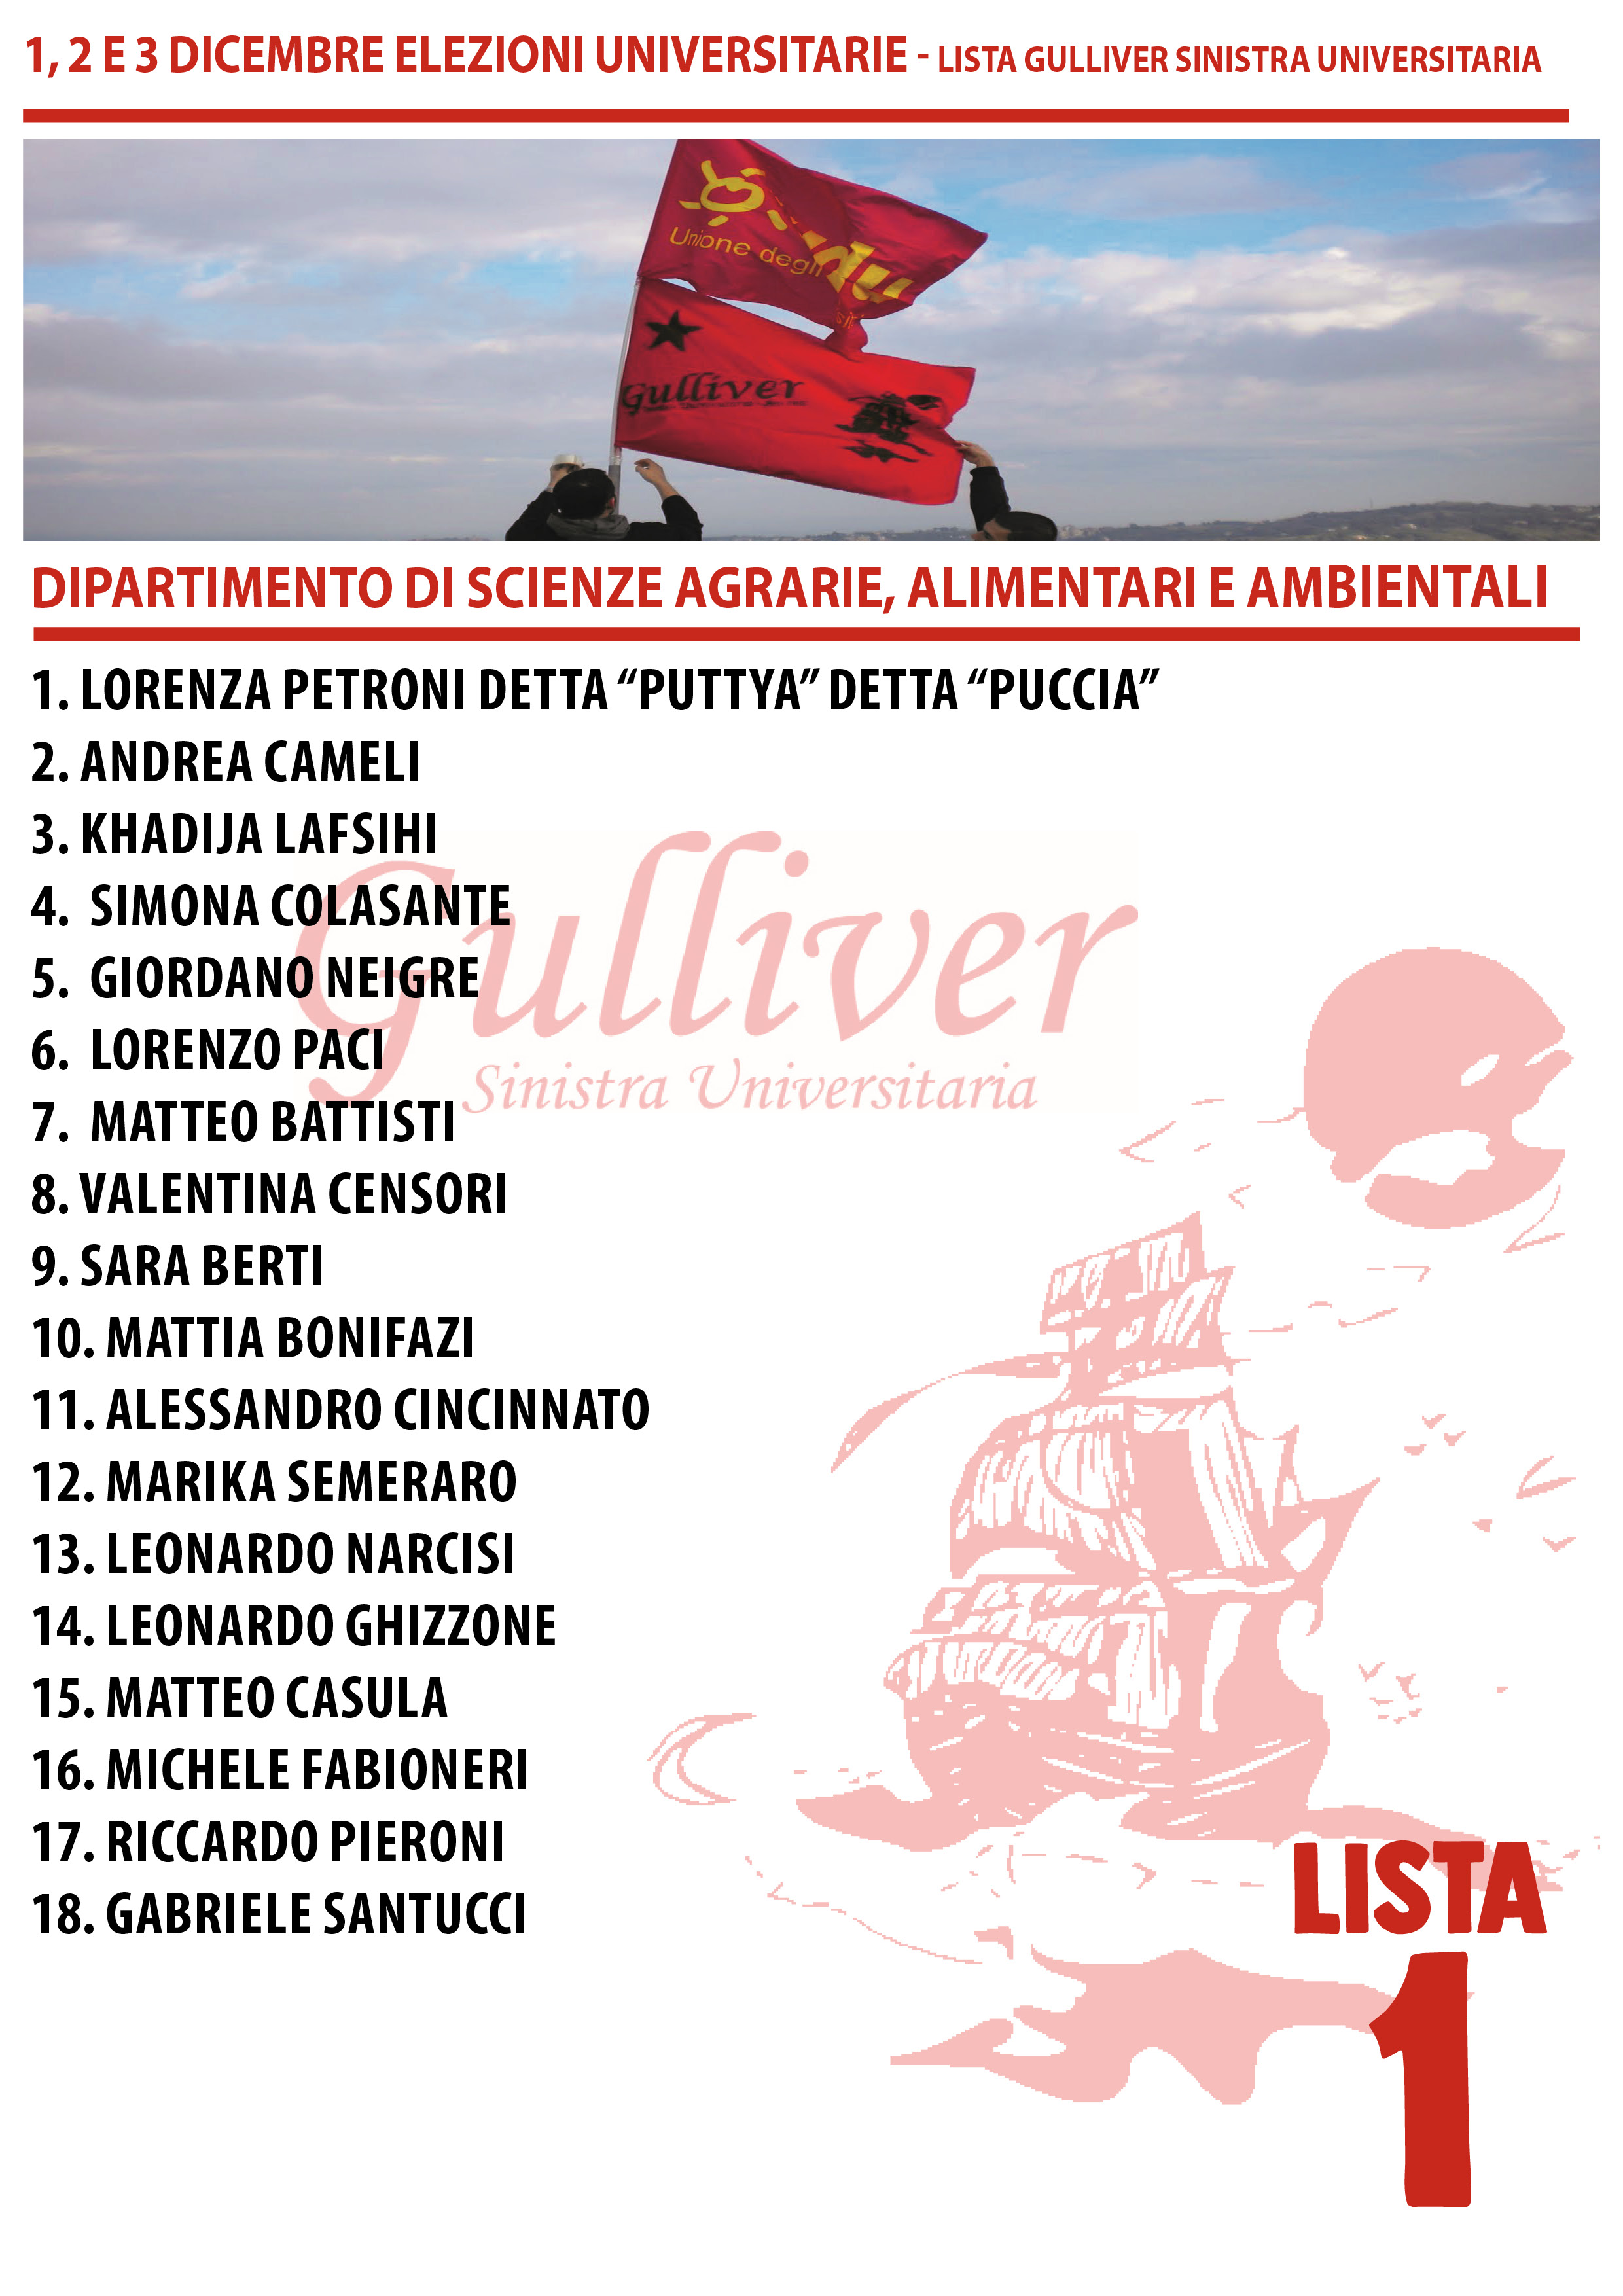 1, 2 E 3 DICEMBRE ELEZIONI UNIVERSITARIE - LISTA GULLIVER SINISTRA UNIVERSITARIA
Unione degli
Gulliver
DIPARTIMENTO DI SCIENZE AGRARIE, ALIMENTARI E AMBIENTALI
1. LORENZA PETRONI DETTA “PUTTYA” DETTA “PUCCIA”
2. ANDREA CAMELI
3. KHADIJA LAFSIHI
4. SIMONA COLASANTE
5. GIORDANO NEIGRE
6. LORENZO PACI
7. MATTEO BATTISTI
8. VALENTINA CENSORI
9. SARA BERTI
10. MATTIA BONIFAZI
11. ALESSANDRO CINCINNATO
12. MARIKA SEMERARO
13. LEONARDO NARCISI
14. LEONARDO GHIZZONE
15. MATTEO CASULA
16. MICHELE FABIONERI
17. RICCARDO PIERONI
18. GABRIELE SANTUCCI
Gulliver
Sinistra Universitaria
LISTA
1